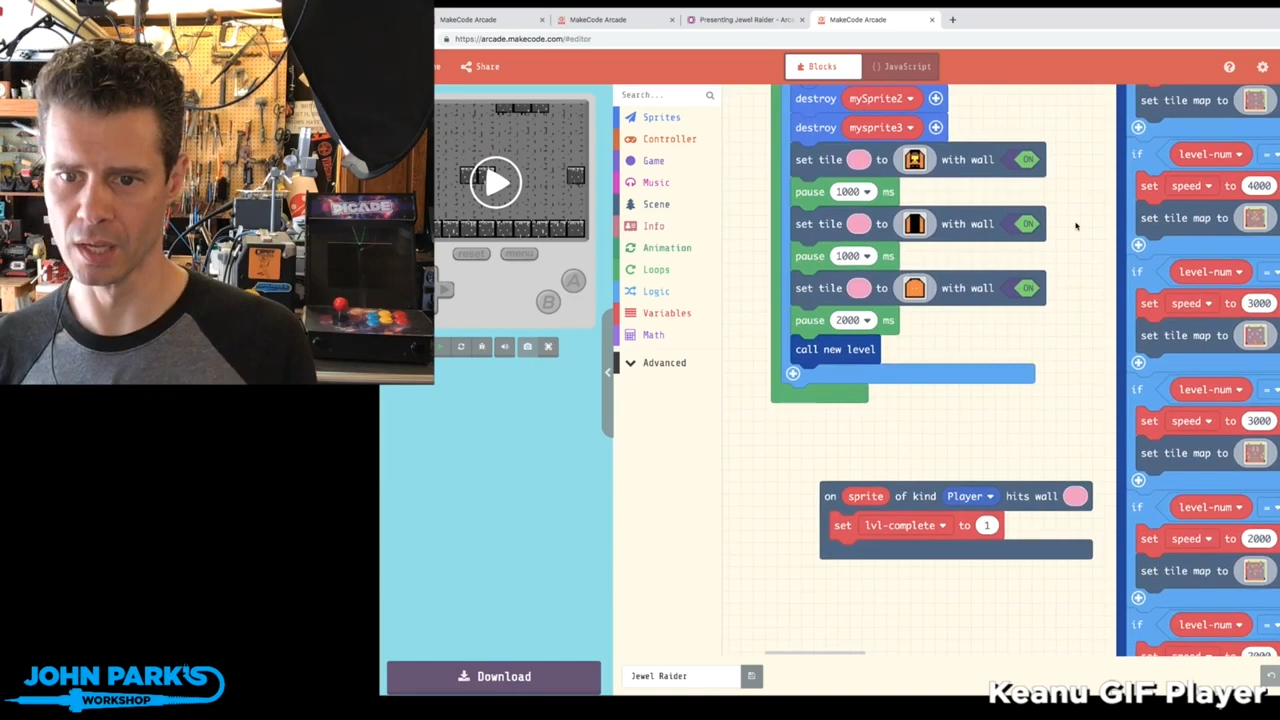 MakeCode Arcade
MakeCode Arcade
Presenting Jewel Raider - Arc
MakeCode Arcade
https://arcade.makecode.com/#editor
Share
Blocks
{} JavaScript
Search...
Sprites
Controller
Game
Music
Scene
Info
Animation
Loops
Logic
Variables
Math
Advanced
reset
menu
A
B
Download
destroy mySprite2
destroy mysprite3
set tile to with wall ON
pause 1000 ms
set tile to with wall ON
pause 1000 ms
set tile to with wall ON
pause 2000 ms
call new level
on sprite of kind Player hits wall
set lvl-complete to 1
set tile map to
if level-num =
set speed to 4000
set tile map to
if level-num =
set speed to 3000
set tile map to
if level-num =
set speed to 3000
set tile map to
if level-num =
set speed to 2000
set tile map to
if level-num =
Jewel Raider
PICADE
JOHN PARK'S
WORKSHOP
Keanu GIF Player